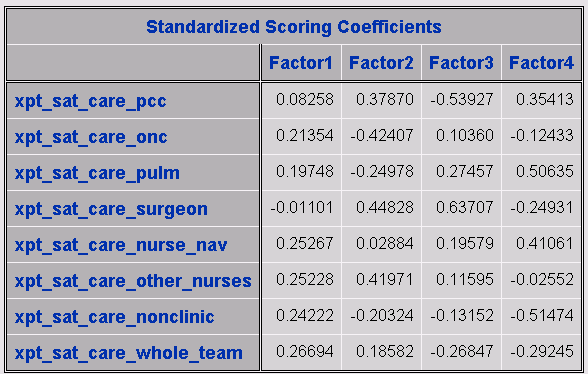 Standardized Scoring Coefficients
Factor1 Factor2 Factor3 Factor4
xpt_sat_care_pcc 0.08258 0.37870 -0.53927 0.35413
xpt_sat_care_onc 0.21354 -0.42407 0.10360 -0.12433
xpt_sat_care_pulm 0.19748 -0.24978 0.27457 0.50635
xpt_sat_care_surgeon -0.01101 0.44828 0.63707 -0.24931
xpt_sat_care_nurse_nav 0.25267 0.02884 0.19579 0.41061
xpt_sat_care_other_nurses 0.25228 0.41971 0.11595 -0.02552
xpt_sat_care_nonclinic 0.24222 -0.20324 -0.13152 -0.51474
xpt_sat_care_whole_team 0.26694 0.18582 -0.26847 -0.29245